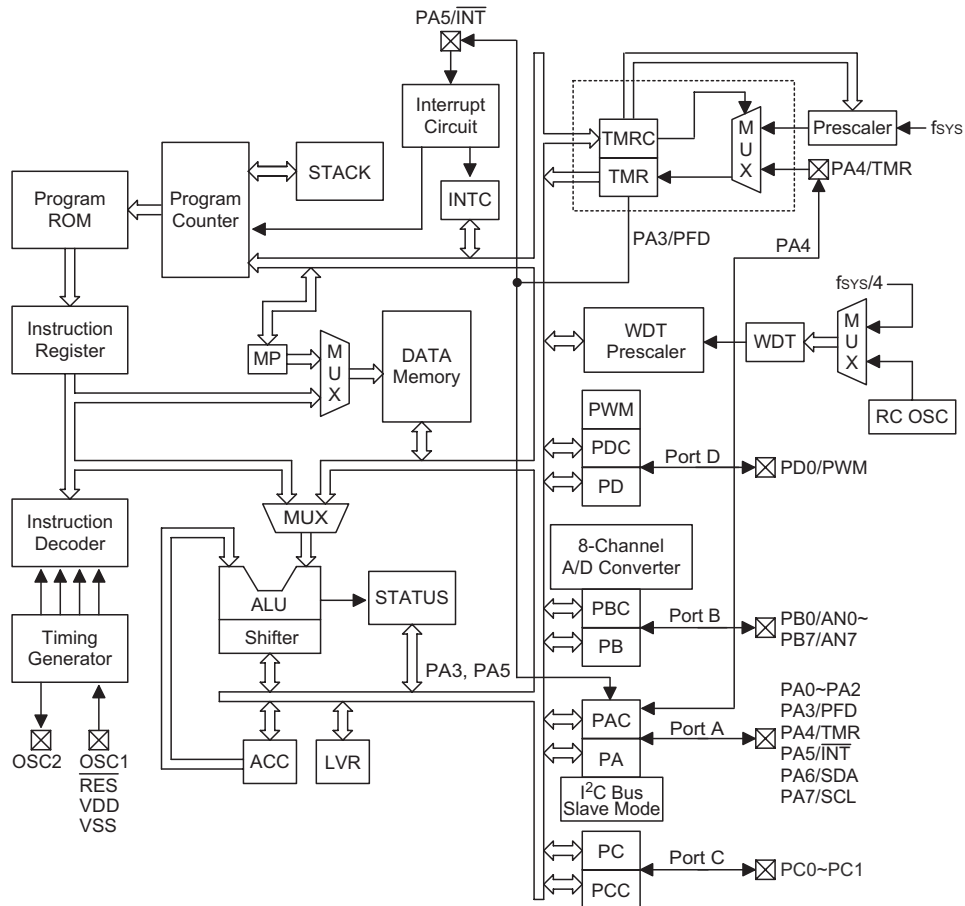 PA5/INT
Interrupt
Circuit
STACK
Program
ROM
Program
Counter
INTC
TMRC
TMR
M
U
X
Prescaler
fSYS
PA4/TMR
PA3/PFD
PA4
Instruction
Register
MP
M
U
X
DATA
Memory
WDT
Prescaler
WDT
M
U
X
fSYS/4
RC OSC
PWM
PDC
PD
Port D
PD0/PWM
Instruction
Decoder
MUX
8-Channel
A/D Converter
ALU
Shifter
STATUS
PBC
PB
Port B
PB0/AN0~
PB7/AN7
Timing
Generator
PA3, PA5
PAC
PA
Port A
PA0~PA2
PA3/PFD
PA4/TMR
PA5/INT
PA6/SDA
PA7/SCL
I2C Bus
Slave Mode
OSC2
OSC1
RES
VDD
VSS
ACC
LVR
PC
PCC
Port C
PC0~PC1